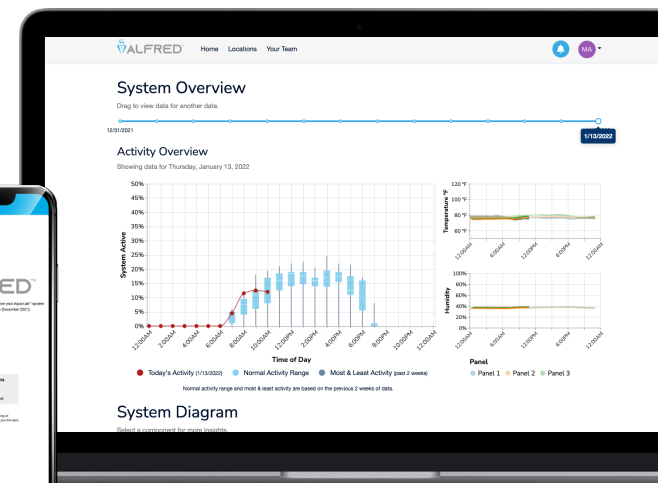 ALFRED™
Home Locations Your Team
MA
System Overview
Drag to view data for another date.
12/31/2021
1/13/2022
Activity Overview
Showing data for Thursday, January 13, 2022
50%
45%
40%
35%
30%
25%
20%
15%
10%
5%
0%
System Active
12:00AM 2:00AM 4:00AM 6:00AM 8:00AM 10:00AM 12:00PM 2:00PM 4:00PM 6:00PM 8:00PM 10:00PM 12:00AM
Time of Day
Today's Activity (1/13/2022) Normal Activity Range Most & Least Activity (past 2 weeks)
Normal activity range and most & least activity are based on the previous 2 weeks of data.
120 °F
100 °F
80 °F
60 °F
Temperature °F
12:00AM 6:00AM 12:00PM 6:00PM 12:00AM
100%
80%
60%
40%
20%
0%
Humidity
12:00AM 6:00AM 12:00PM 6:00PM 12:00AM
Panel
Panel 1 Panel 2 Panel 3
System Diagram
Select a component for more insights.
ED™